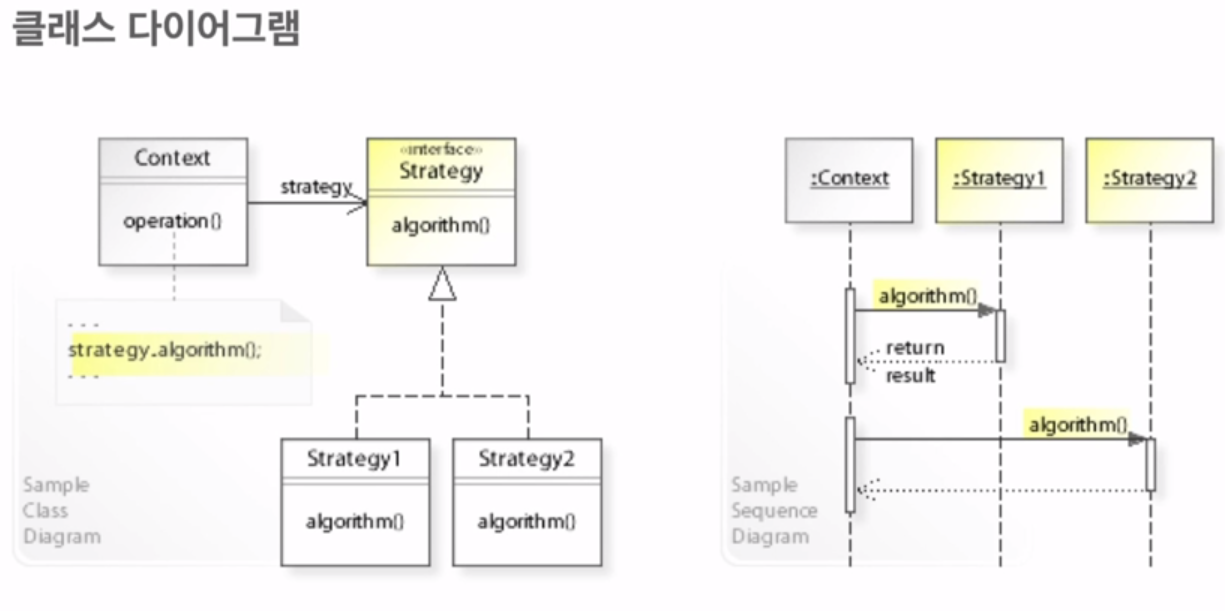 클래스 다이어그램
Context
operation()
strategy
«interface»
Strategy
algorithm()
- - -
strategy.algorithm();
- - -
Strategy1
algorithm()
Strategy2
algorithm()
Sample
Class
Diagram
:Context
:Strategy1
:Strategy2
algorithm()
return
result
algorithm()
Sample
Sequence
Diagram